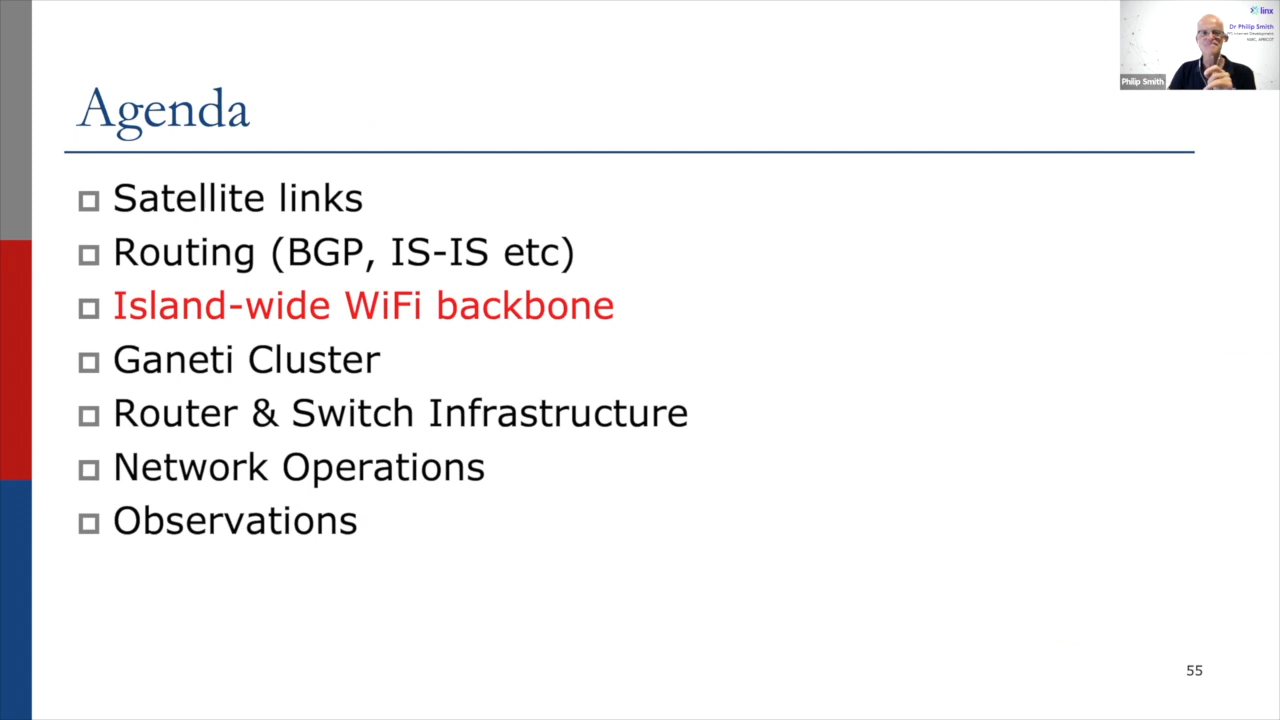 Agenda
Satellite links
Routing (BGP, IS-IS etc)
Island-wide WiFi backbone
Ganeti Cluster
Router & Switch Infrastructure
Network Operations
Observations
55
linx
Dr Philip Smith
Philip Smith